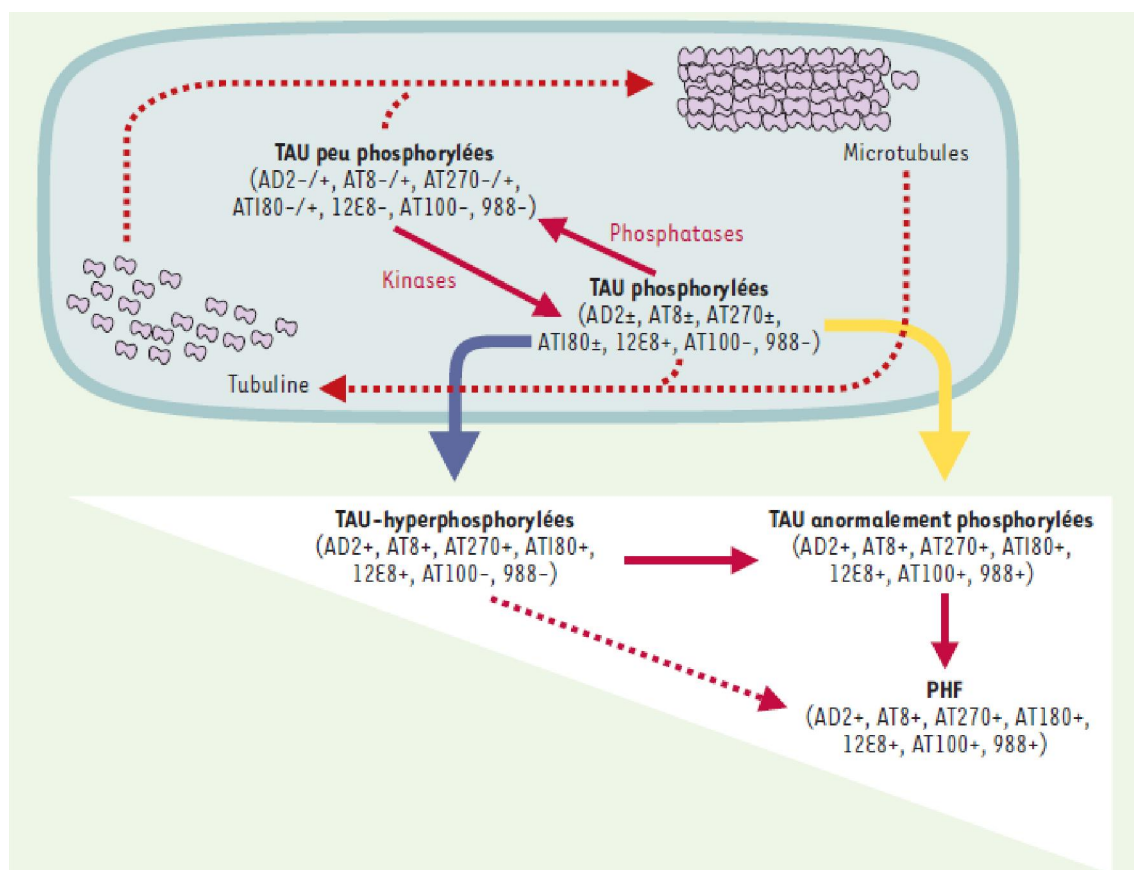 Microtubules
TAU peu phosphorylées
(AD2-/+, AT8-/+, AT270-/+,
ATI80-/+, 12E8-, AT100-, 988-)
Phosphatases
Kinases
TAU phosphorylées
(AD2±, AT8±, AT270±,
ATI80±, 12E8+, AT100-, 988-)
Tubuline
TAU-hyperphosphorylées
(AD2+, AT8+, AT270+, ATI80+,
12E8+, AT100-, 988-)
TAU anormalement phosphorylées
(AD2+, AT8+, AT270+, ATI80+,
12E8+, AT100+, 988+)
PHF
(AD2+, AT8+, AT270+, AT180+,
12E8+, AT100+, 988+)